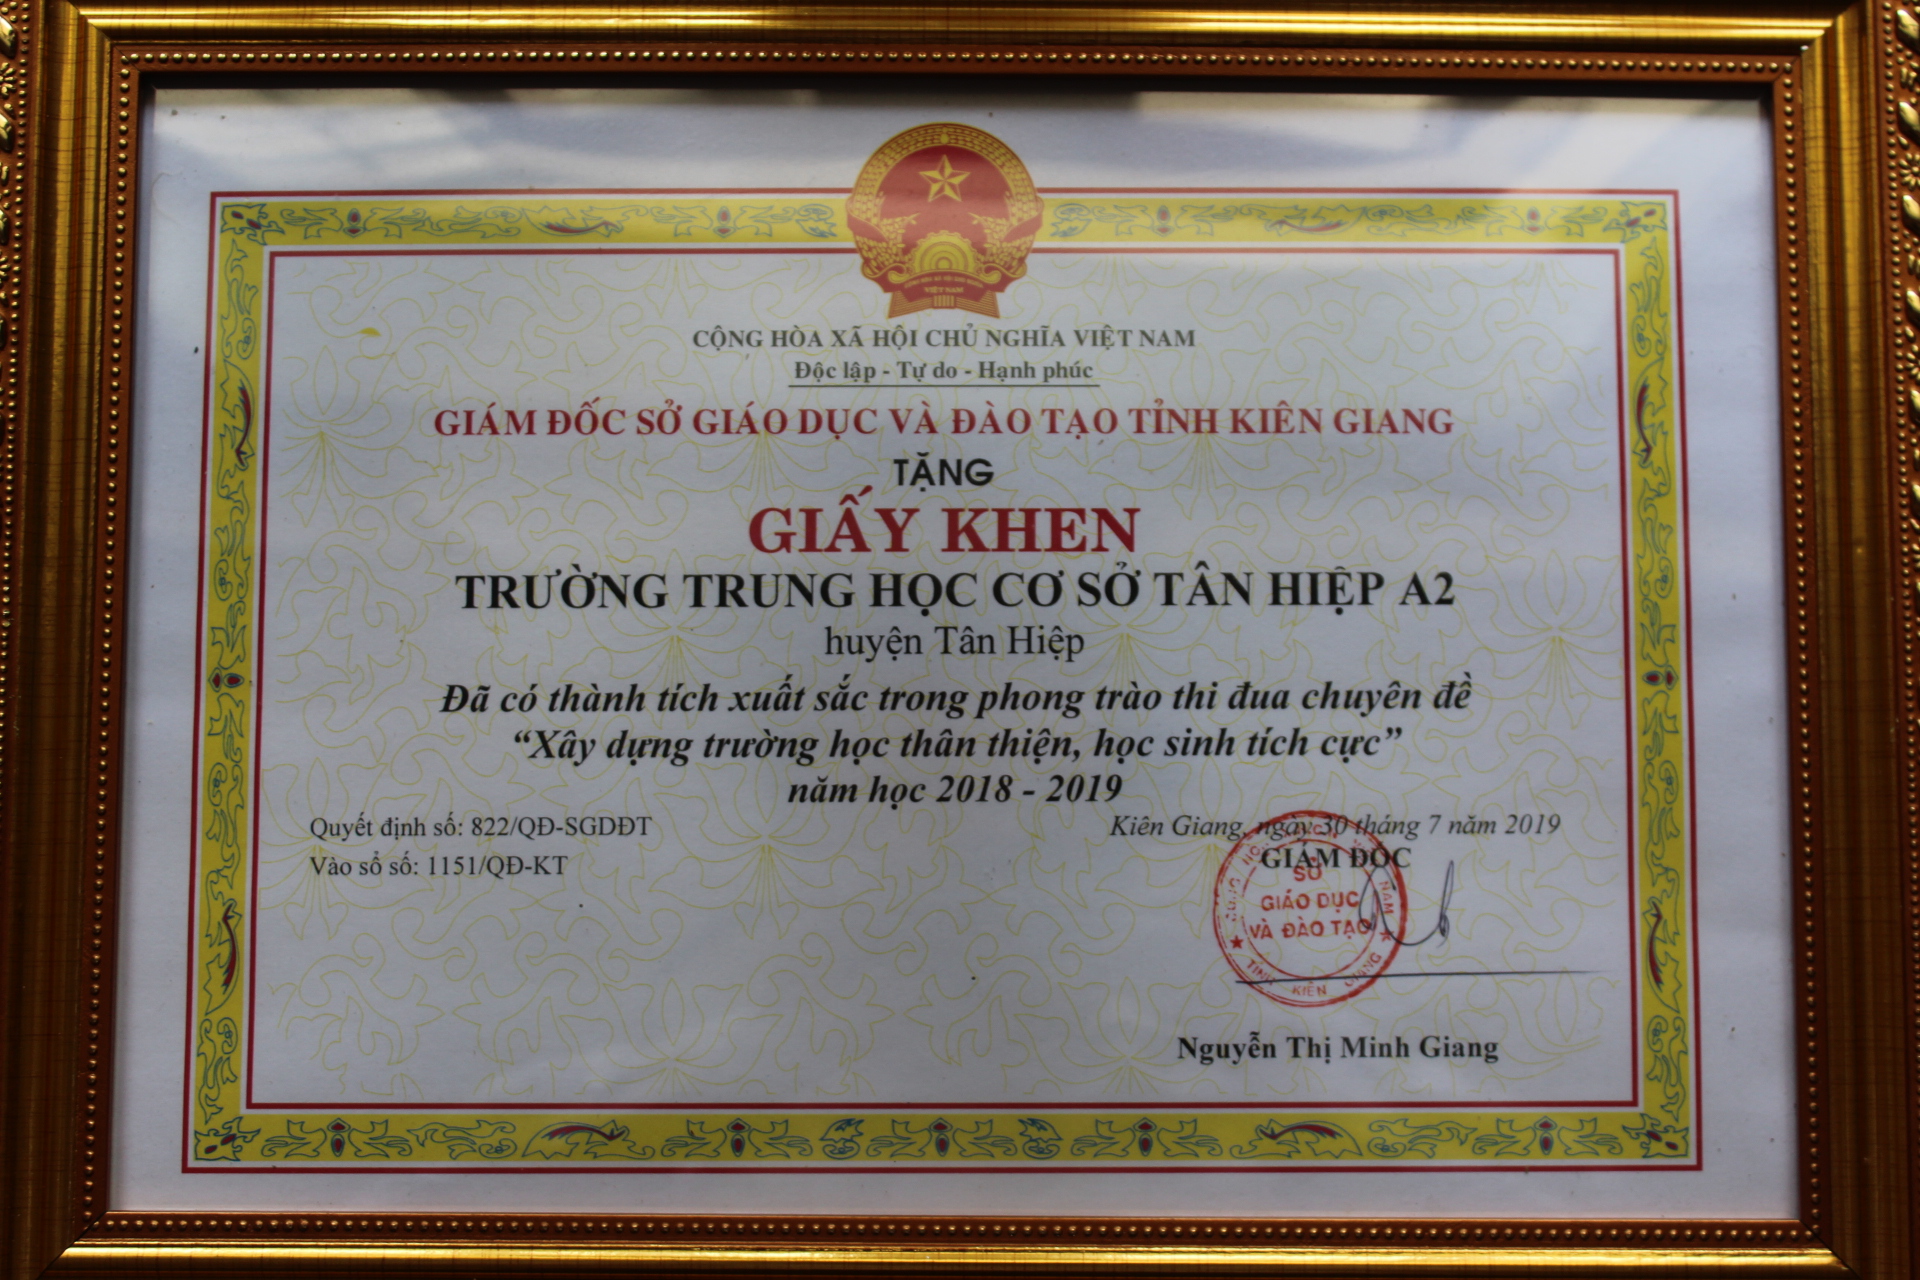 CỘNG HÒA XÃ HỘI CHỦ NGHĨA VIỆT NAM
Độc lập - Tự do - Hạnh phúc
GIÁM ĐỐC SỞ GIÁO DỤC VÀ ĐÀO TẠO TỈNH KIÊN GIANG
TẶNG
GIẤY KHEN
TRƯỜNG TRUNG HỌC CƠ SỞ TÂN HIỆP A2
huyện Tân Hiệp
Đã có thành tích xuất sắc trong phong trào thi đua chuyên đề
“Xây dựng trường học thân thiện, học sinh tích cực”
năm học 2018 - 2019
Quyết định số: 822/QĐ-SGDĐT
Vào sổ số: 1151/QĐ-KT
Kiên Giang, ngày 30 tháng 7 năm 2019
GIÁM ĐỐC
SỞ
GIÁO DỤC
VÀ ĐÀO TẠO
TỈNH KIÊN GIANG
Nguyễn Thị Minh Giang